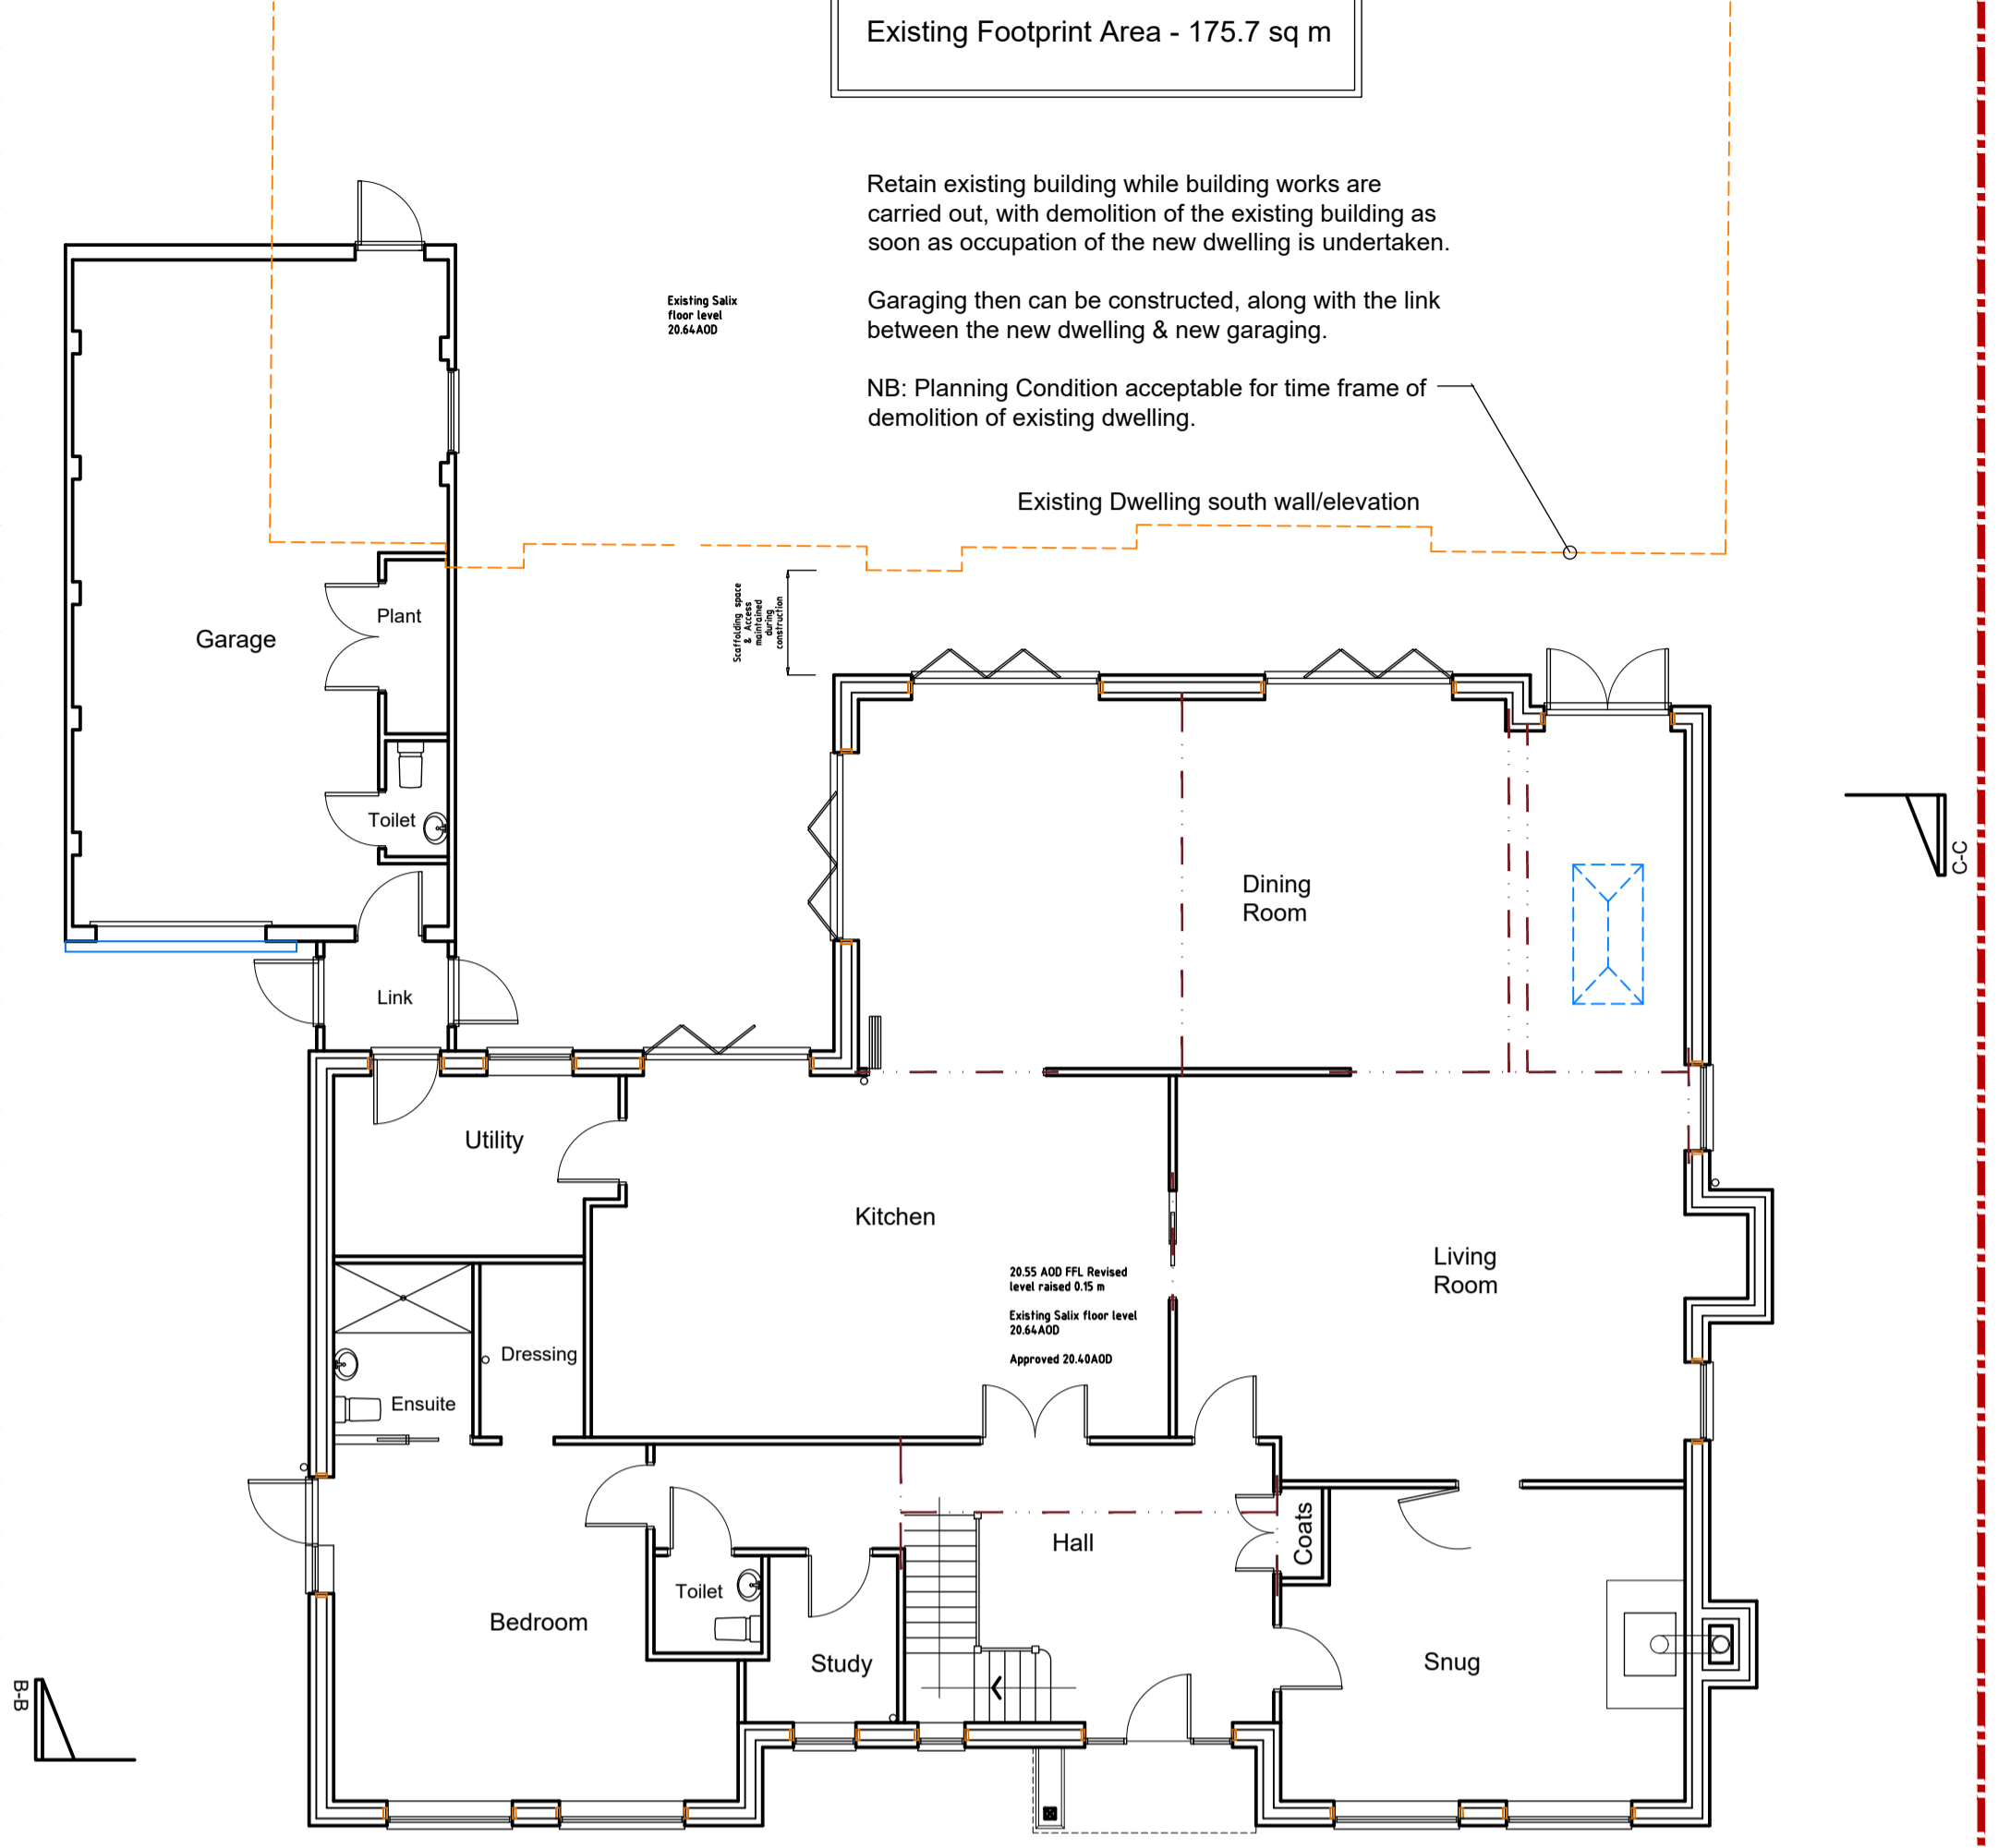 Existing Footprint Area - 175.7 sq m
Retain existing building while building works are
carried out, with demolition of the existing building as
soon as occupation of the new dwelling is undertaken.
Garaging then can be constructed, along with the link
between the new dwelling & new garaging.
NB: Planning Condition acceptable for time frame of
demolition of existing dwelling.
Existing Salix
floor level
20.64AOD
Existing Dwelling south wall/elevation
Scaffolding space
& Access
maintained
during
construction
Plant
Garage
Toilet
Dining
Room
C-C
Link
Utility
Kitchen
Living
Room
20.55 AOD FFL Revised
level raised 0.15 m
Existing Salix floor level
20.64AOD
Approved 20.40AOD
Dressing
Ensuite
Hall
Coats
Toilet
Bedroom
Study
Snug
B-B